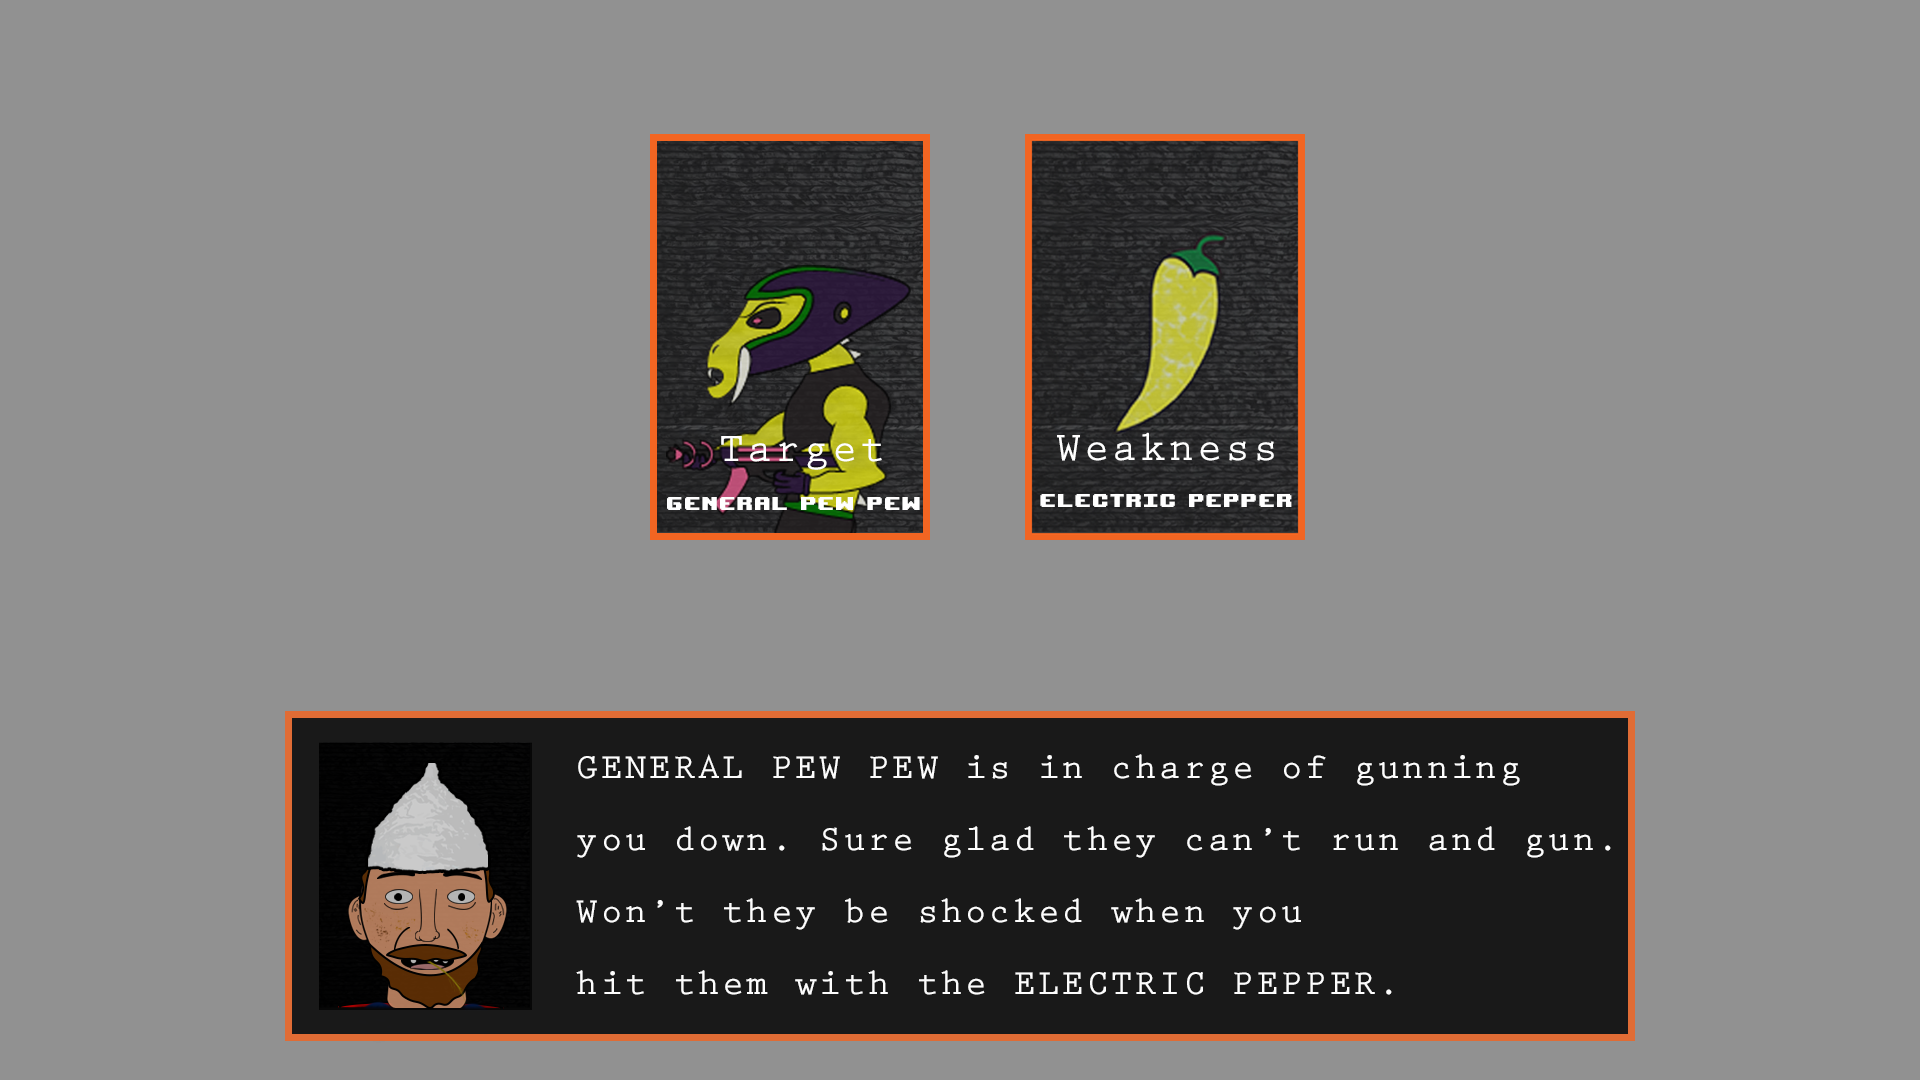 Target
GENERAL PEW PEW
Weakness
ELECTRIC PEPPER
GENERAL PEW PEW is in charge of gunning
you down. Sure glad they can't run and gun.
Won't they be shocked when you
hit them with the ELECTRIC PEPPER.